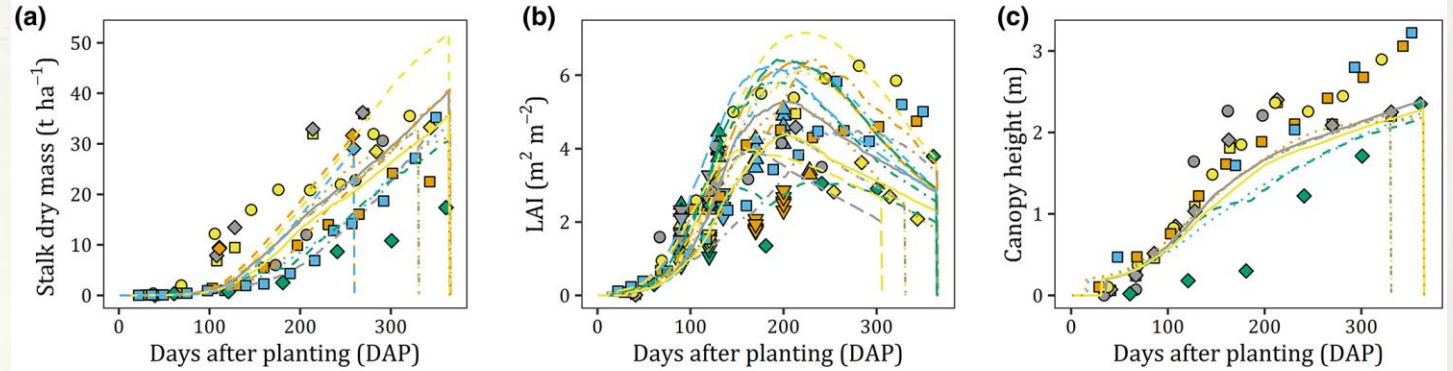 (a)
Stalk dry mass (t ha⁻¹)
50
40
30
20
10
0
0 100 200 300
Days after planting (DAP)
(b)
LAI (m² m⁻²)
6
4
2
0
0 100 200 300
Days after planting (DAP)
(c)
Canopy height (m)
3
2
1
0
0 100 200 300
Days after planting (DAP)